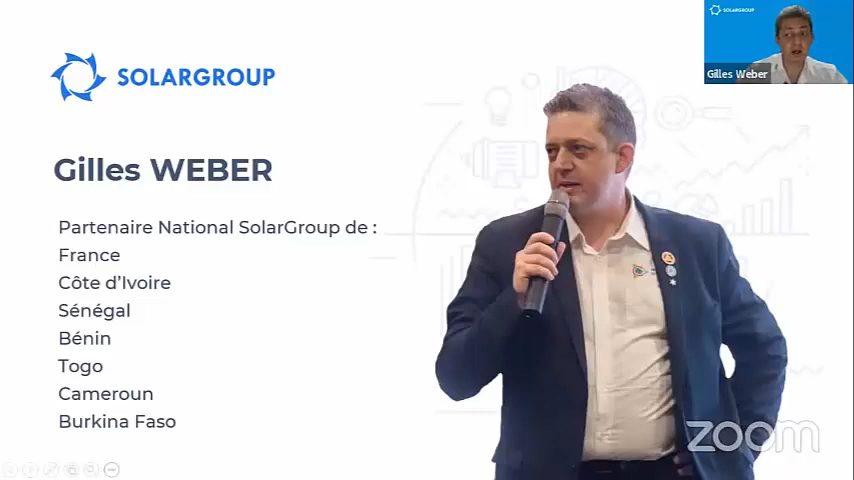 SOLARGROUP
Gilles Weber
SOLARGROUP
Gilles WEBER
Partenaire National SolarGroup de :
France
Côte d'Ivoire
Sénégal
Bénin
Togo
Cameroun
Burkina Faso
zoom